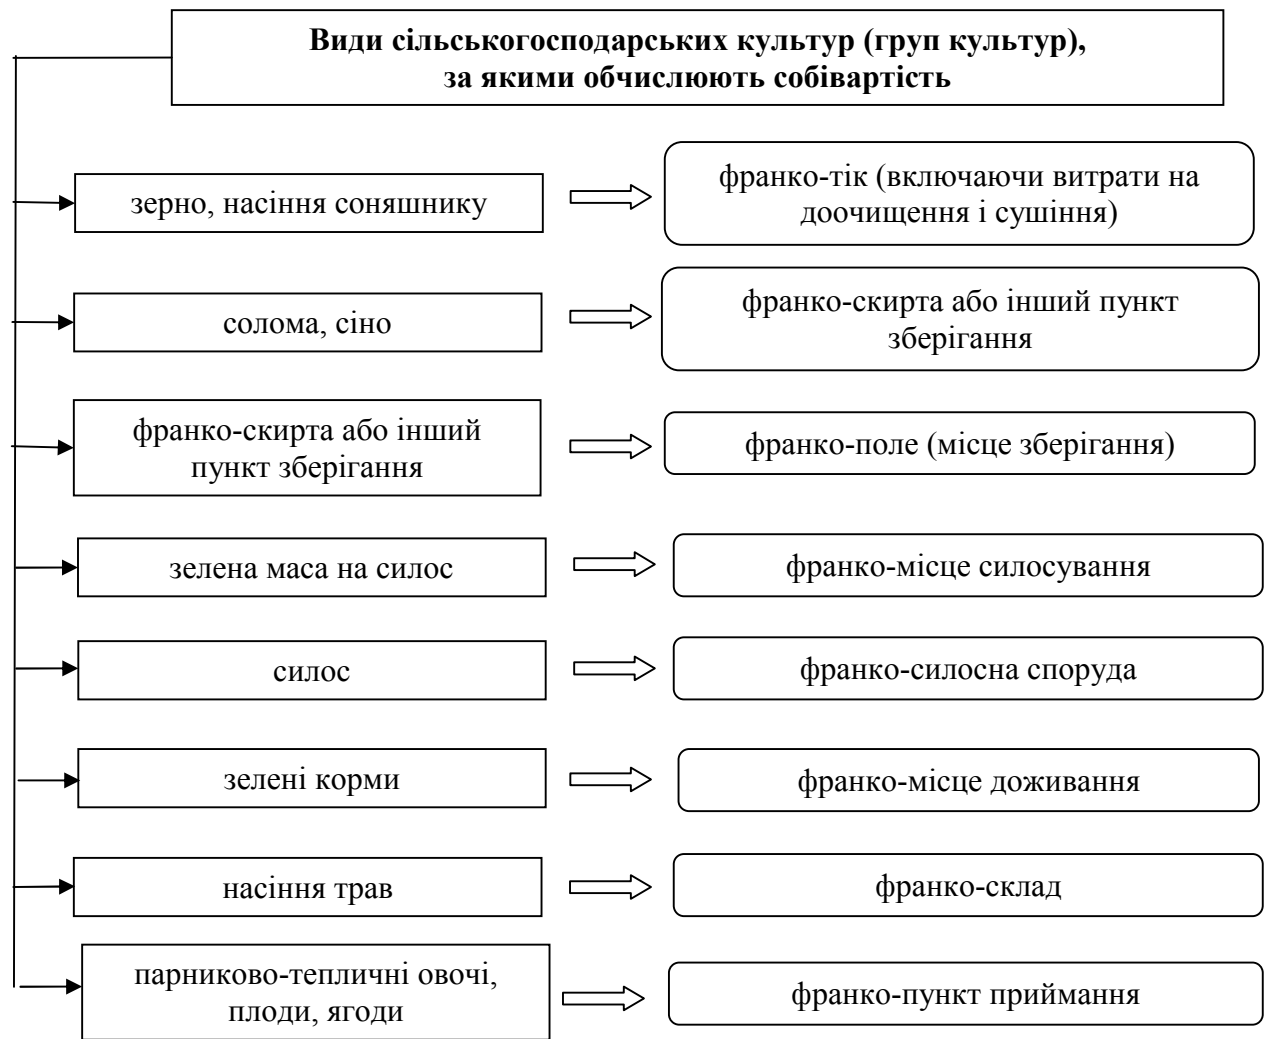 Види сільськогосподарських культур (груп культур),
за якими обчислюють собівартість
зерно, насіння соняшнику
франко-тік (включаючи витрати на
доочищення і сушіння)
солома, сіно
франко-скирта або інший пункт
зберігання
франко-скирта або інший
пункт зберігання
франко-поле (місце зберігання)
зелена маса на силос
франко-місце силосування
силос
франко-силосна споруда
зелені корми
франко-місце доживання
насіння трав
франко-склад
парниково-тепличні овочі,
плоди, ягоди
франко-пункт приймання